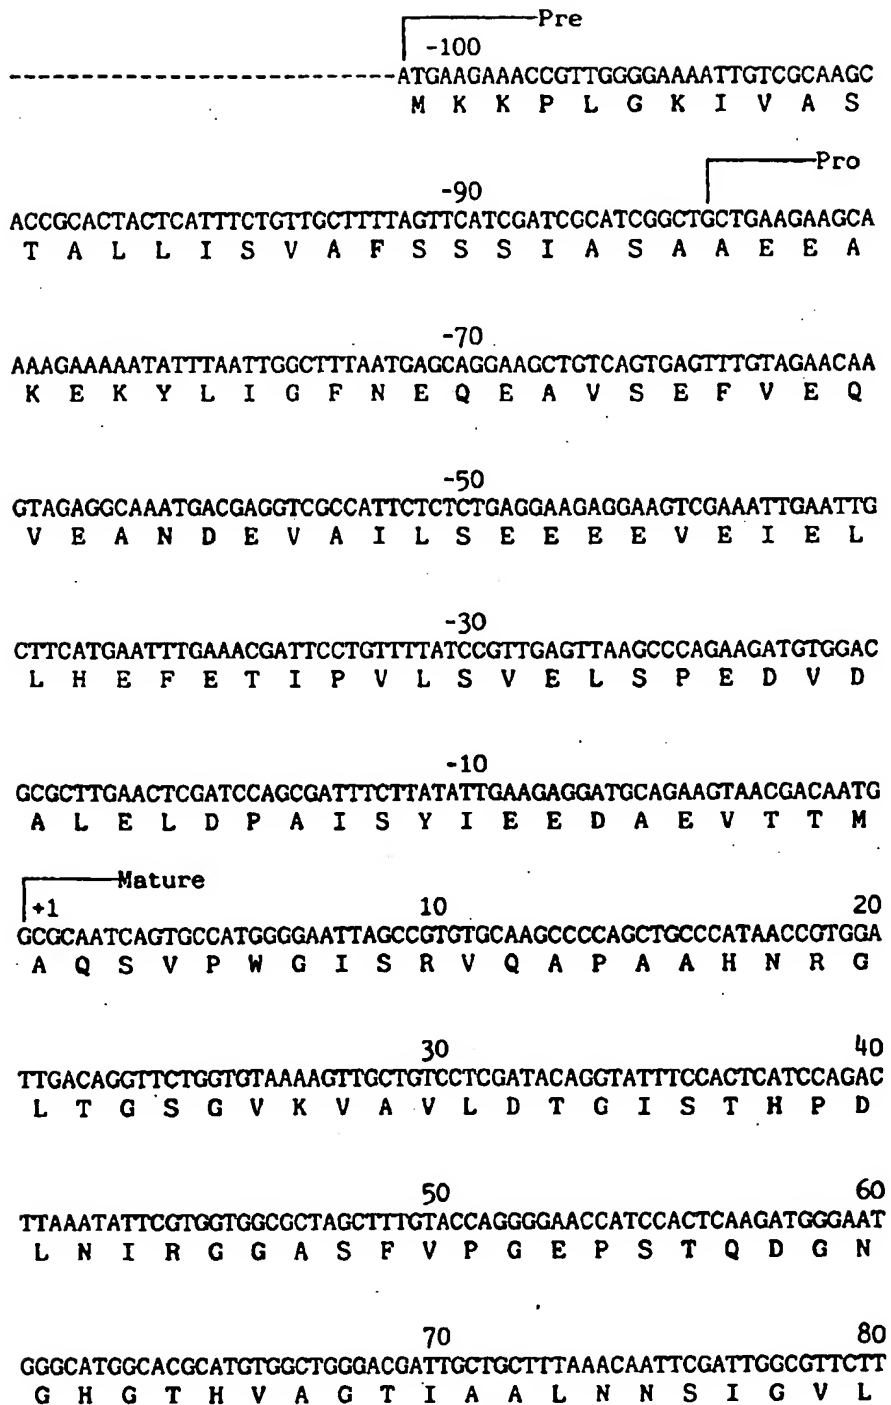 Pre
-100
--------------------------ATGAAGAAACCGTTGGGGAAAATTGTCGCAAGC
M K K P L G K I V A S
Pro
-90
ACCGCACTACTCATTTCTGTTGCTTTTAGTTCATCGATCGCATCGGCTGCTGAAGAAGCA
T A L L I S V A F S S S I A S A A E E A
-70
AAAGAAAAATATTTAATTGGCTTTAATGAGCAGGAAGCTGTCAGTGAGTTTGTAGAACAA
K E K Y L I G F N E Q E A V S E F V E Q
-50
GTAGAGGCAAATGACGAGGTCGCCATTCTCTCTGAGGAAGAGGAAGTCGAAATTGAATTG
V E A N D E V A I L S E E E E V E I E L
-30
CTTCATGAATTTGAAACGATTCCTGTTTTATCCGTTGAGTTAAGCCCAGAAGATGTGGAC
L H E F E T I P V L S V E L S P E D V D
-10
GCGCTTGAACTCGATCCAGCGATTTCTTATATTGAAGAGGATGCAGAAGTAACGACAATG
A L E L D P A I S Y I E E D A E V T T M
Mature
+1 10 20
GCGCAATCAGTGCCATGGGGAATTAGCCGTGTGCAAGCCCCAGCTGCCCATAACCGTGGA
A Q S V P W G I S R V Q A P A A H N R G
30 40
TTGACAGGTTCTGGTGTAAAAGTTGCTGTCCTCGATACAGGTATTTCCACTCATCCAGAC
L T G S G V K V A V L D T G I S T H P D
50 60
TTAAATATTCGTGGTGGCGCTAGCTTTGTACCAGGGGAACCATCCACTCAAGATGGGAAT
L N I R G G A S F V P G E P S T Q D G N
70 80
GGGCATGGCACGCATGTGGCTGGGACGATTGCTGCTTTAAACAATTCGATTGGCGTTCTT
G H G T H V A G T I A A L N N S I G V L